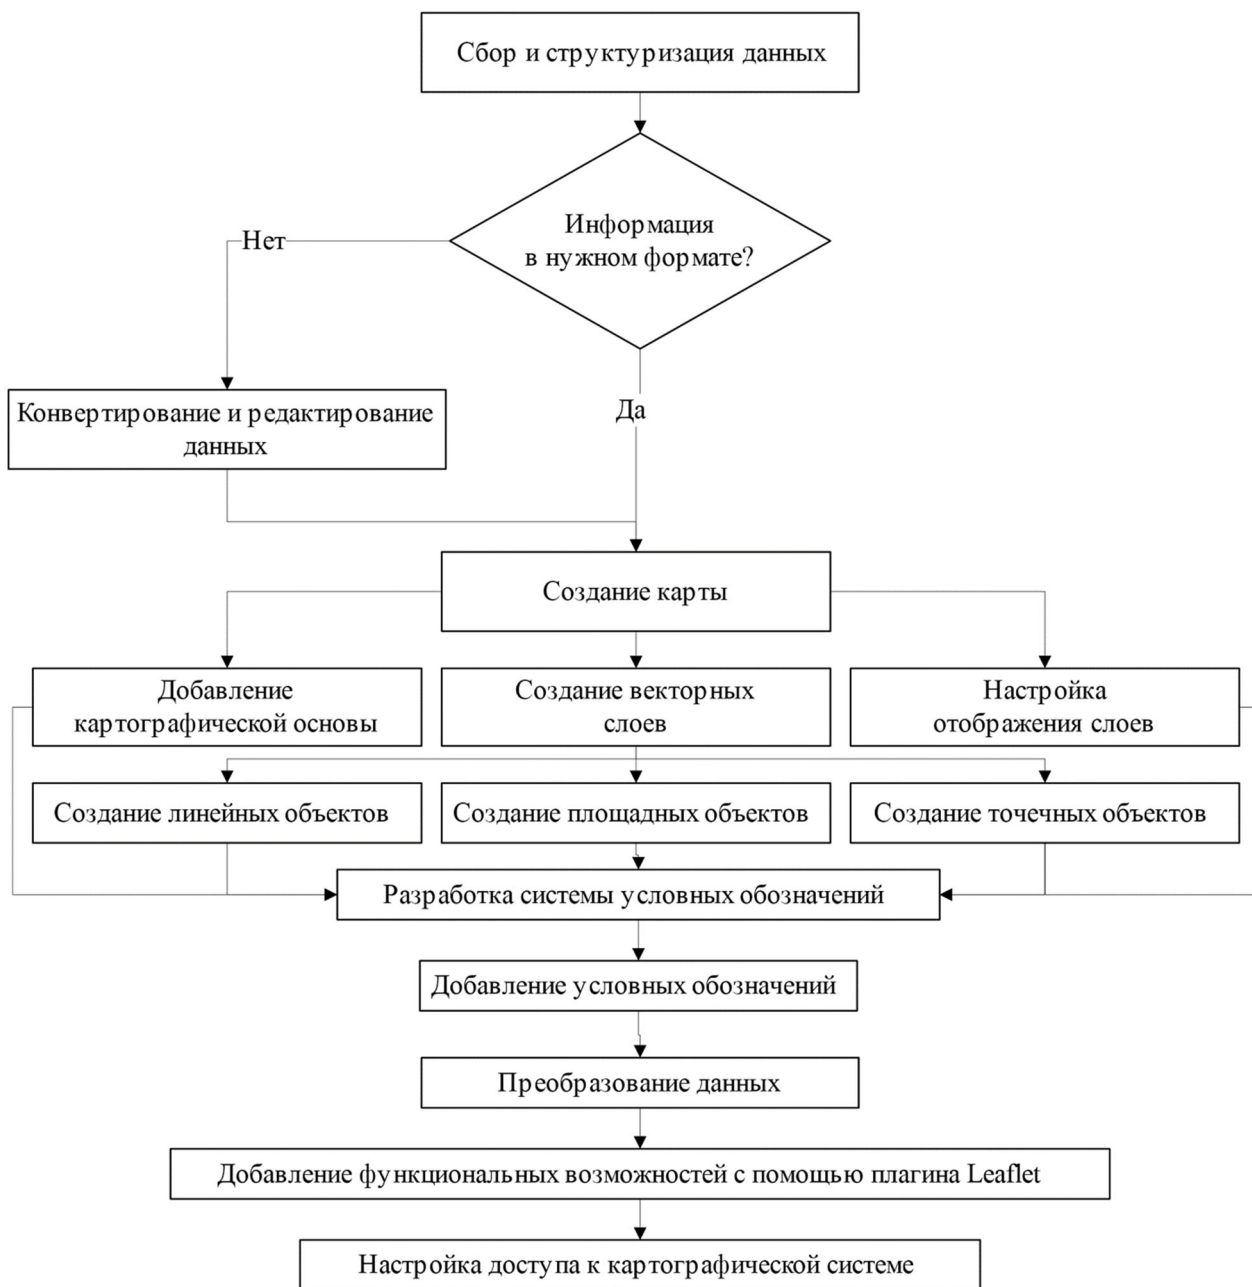 Сбор и структуризация данных
Информация
в нужном формате?
Нет
Да
Конвертирование и редактирование
данных
Создание карты
Добавление
картографической основы
Создание векторных
слоев
Настройка
отображения слоев
Создание линейных объектов
Создание площадных объектов
Создание точечных объектов
Разработка системы условных обозначений
Добавление условных обозначений
Преобразование данных
Добавление функциональных возможностей с помощью плагина Leaflet
Настройка доступа к картографической системе